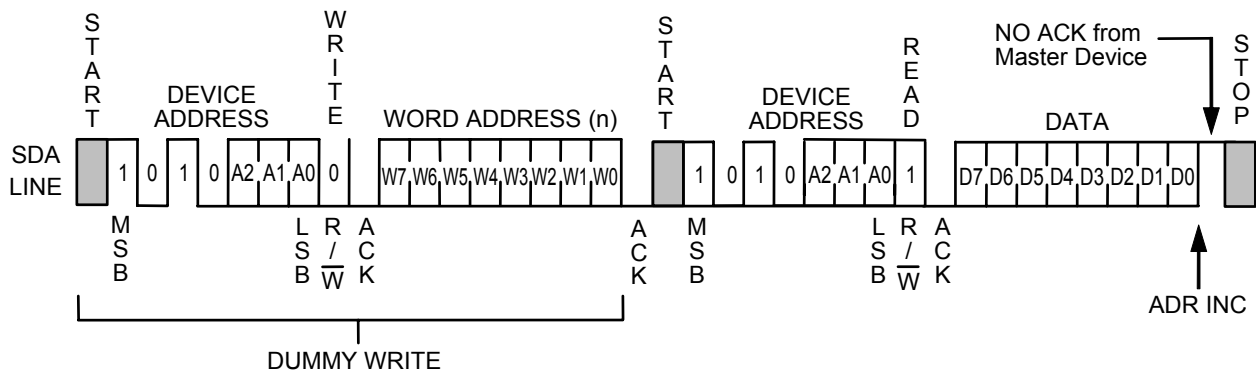 START
WRITE
START
READ
NO ACK from
Master Device
STOP
DEVICE
ADDRESS
WORD ADDRESS (n)
DEVICE
ADDRESS
DATA
SDA
LINE
1 0 1 0 A2 A1 A0 0 W7 W6 W5 W4 W3 W2 W1 W0 1 0 1 0 A2 A1 A0 1 D7 D6 D5 D4 D3 D2 D1 D0
MSB
LSB
R/W̅
ACK
ACK
MSB
LSB
R/W̅
ACK
ADR INC
DUMMY WRITE